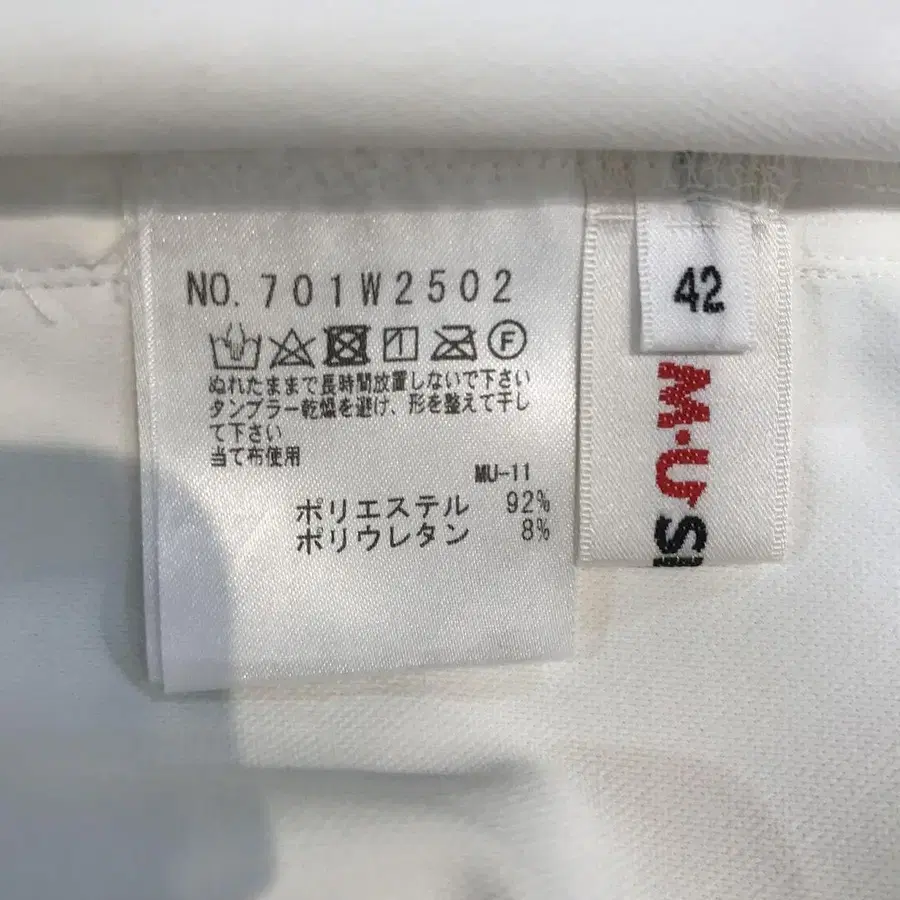 NO. 701W2502
F
ぬれたままで長時間放置しないで下さい
タンブラー乾燥を避け、形を整えて干し
て下さい
当て布使用
MU-11
ポリエステル 92%
ポリウレタン 8%
42
M・U